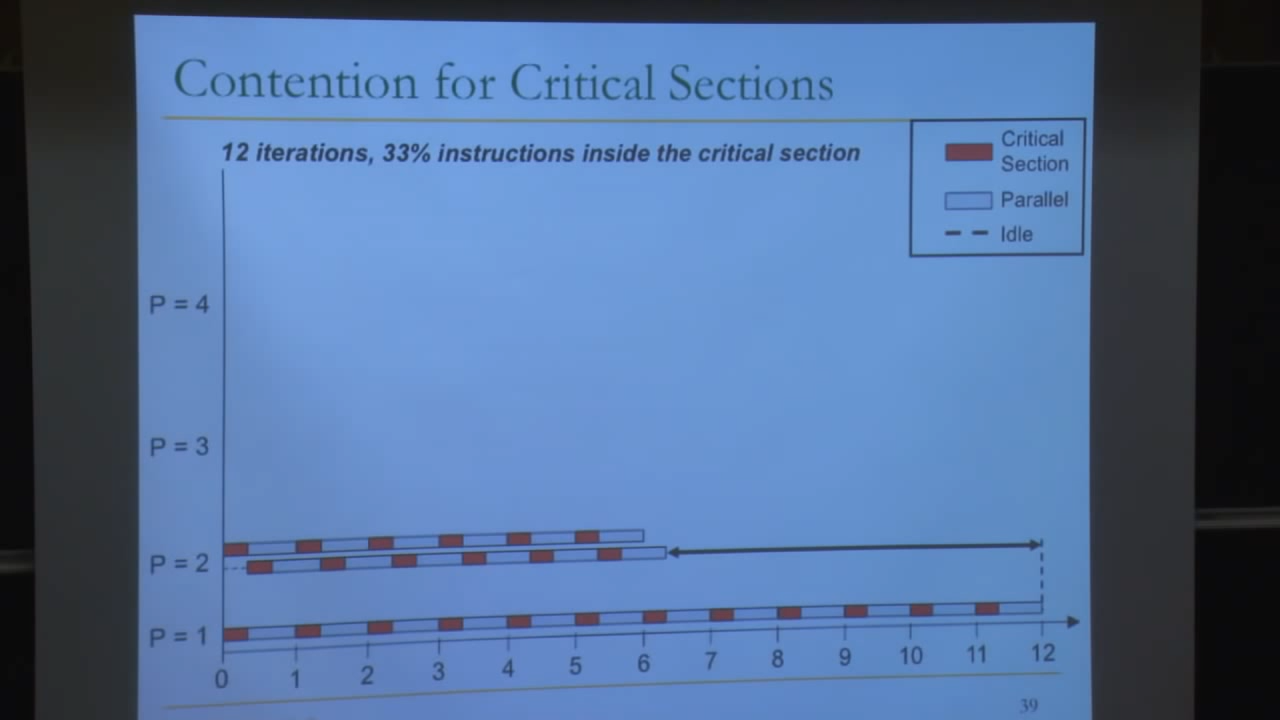 Contention for Critical Sections
12 iterations, 33% instructions inside the critical section
Critical
Section
Parallel
Idle
P = 4
P = 3
P = 2
P = 1
0 1 2 3 4 5 6 7 8 9 10 11 12
39